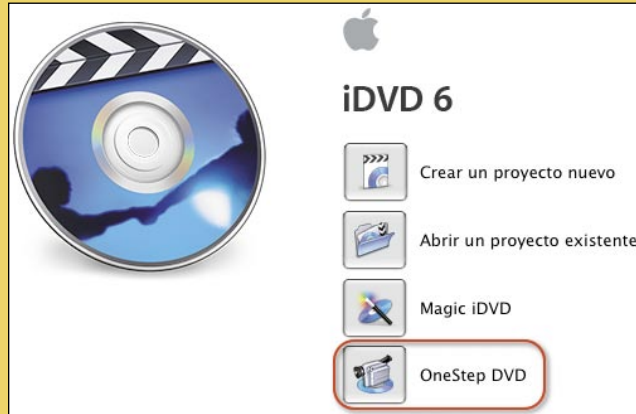 iDVD 6
Crear un proyecto nuevo
Abrir un proyecto existente
Magic iDVD
OneStep DVD